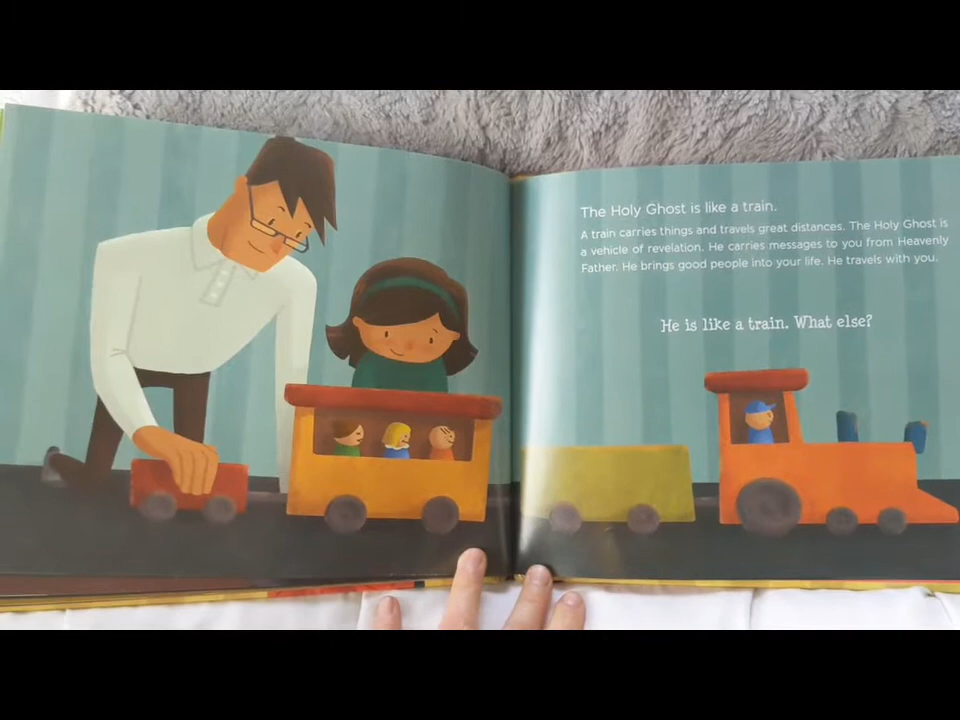 The Holy Ghost is like a train.
A train carries things and travels great distances. The Holy Ghost is
a vehicle of revelation. He carries messages to you from Heavenly
Father. He brings good people into your life. He travels with you.
He is like a train. What else?